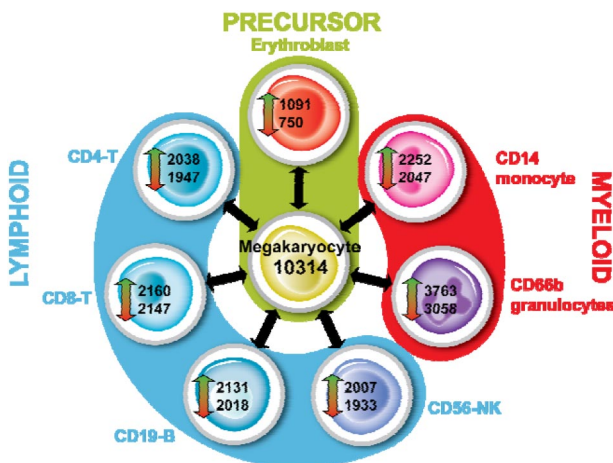 PRECURSOR
Erythroblast
1091
750
CD4-T
2038
1947
2252
2047
CD14
monocyte
LYMPHOID
MYELOID
Megakaryocyte
10314
CD8-T
2160
2147
3763
3058
CD66b
granulocytes
2131
2018
CD19-B
2007
1933
CD56-NK